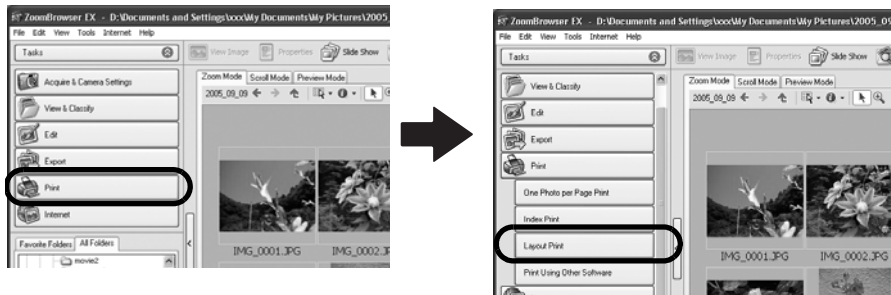 ZoomBrowser EX - D:\Documents and Settings\xxx\My Documents\My Pictures\2005_
File Edit View Tools Internet Help
Tasks
View Image Properties Slide Show
Acquire & Camera Settings
Zoom Mode Scroll Mode Preview Mode
2005_09_09
View & Classify
Edit
Export
Print
Internet
Favorite Folders All Folders
movie2
IMG_0001.JPG IMG_0002.JP
ZoomBrowser EX - D:\Documents and Settings\xxx\My Documents\My Pictures\2005_09
File Edit View Tools Internet Help
Tasks
View Image Properties Slide Show
View & Classify
Zoom Mode Scroll Mode Preview Mode
2005_09_09
Edit
Export
Print
One Photo per Page Print
Index Print
Layout Print
Print Using Other Software
IMG_0001.JPG IMG_0002.JPG